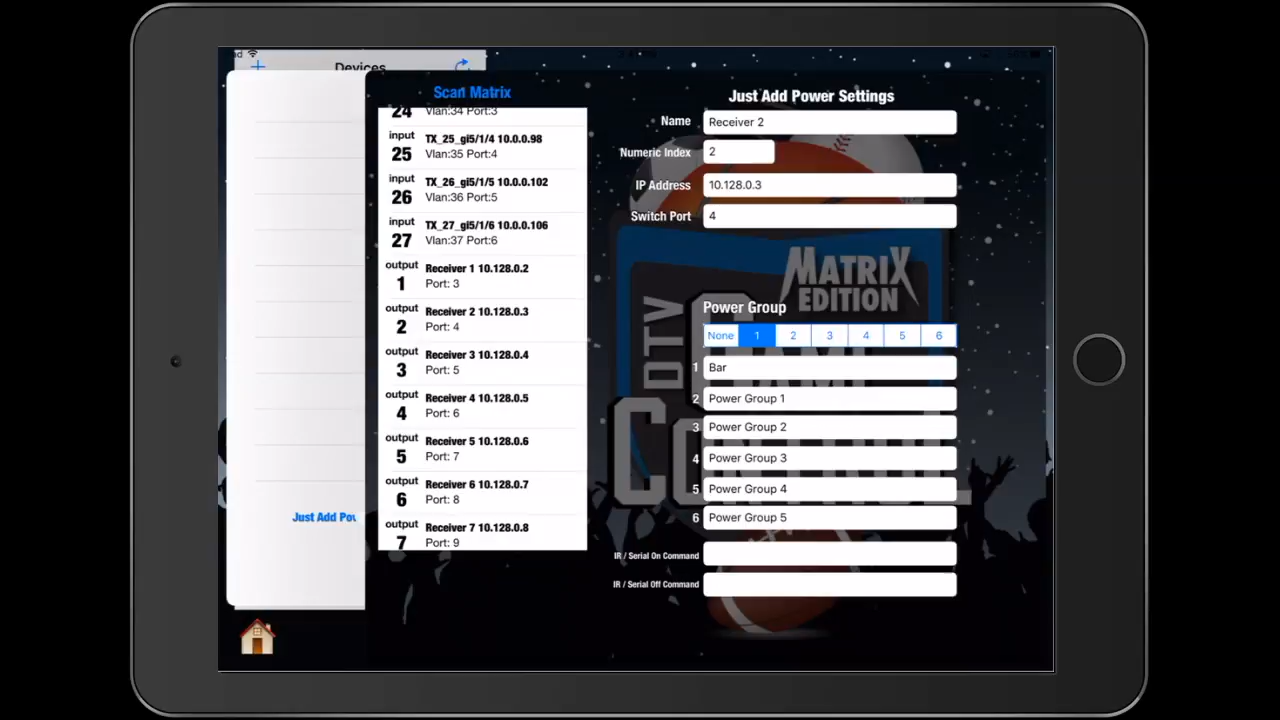 Devices
Scan Matrix
24
Vlan:34 Port:3
input
25
TX_25_gi5/1/4 10.0.0.98
Vlan:35 Port:4
input
26
TX_26_gi5/1/5 10.0.0.102
Vlan:36 Port:5
input
27
TX_27_gi5/1/6 10.0.0.106
Vlan:37 Port:6
output
1
Receiver 1 10.128.0.2
Port: 3
output
2
Receiver 2 10.128.0.3
Port: 4
output
3
Receiver 3 10.128.0.4
Port: 5
output
4
Receiver 4 10.128.0.5
Port: 6
output
5
Receiver 5 10.128.0.6
Port: 7
output
6
Receiver 6 10.128.0.7
Port: 8
output
7
Receiver 7 10.128.0.8
Port: 9
Just Add Pow
Just Add Power Settings
Name Receiver 2
Numeric Index 2
IP Address 10.128.0.3
Switch Port 4
MATRIX
EDITION
DTV
Power Group
None 1 2 3 4 5 6
1 Bar
2 Power Group 1
3 Power Group 2
4 Power Group 3
5 Power Group 4
6 Power Group 5
IR / Serial On Command
IR / Serial Off Command